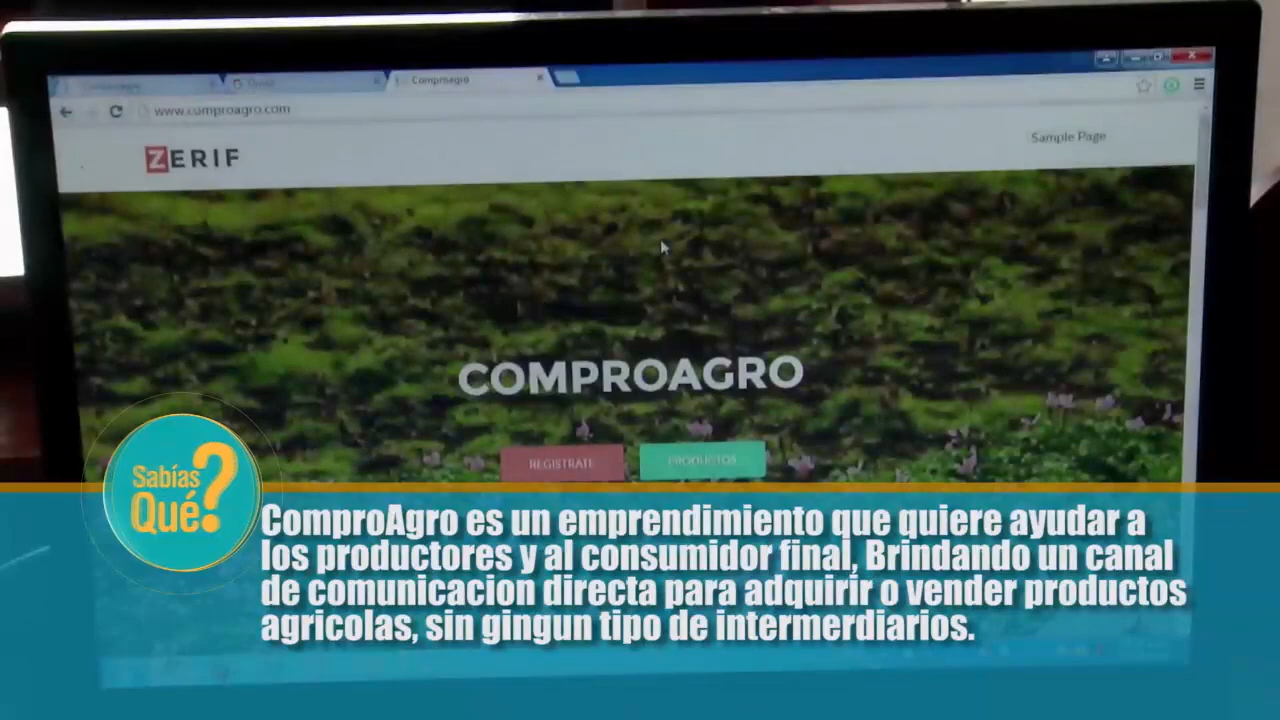 Comproagro
www.comproagro.com
ZERIF
Sample Page
COMPROAGRO
REGISTRATE
PRODUCTOS
Sabías
Qué?
ComproAgro es un emprendimiento que quiere ayudar a
los productores y al consumidor final, Brindando un canal
de comunicacion directa para adquirir o vender productos
agricolas, sin gingun tipo de intermerdiarios.